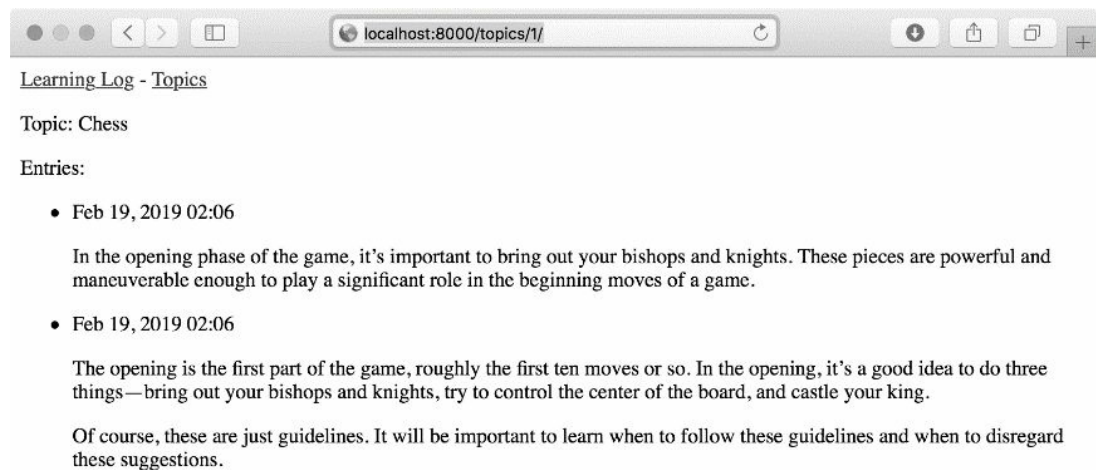 localhost:8000/topics/1/
Learning Log - Topics
Topic: Chess
Entries:
• Feb 19, 2019 02:06
In the opening phase of the game, it’s important to bring out your bishops and knights. These pieces are powerful and
maneuverable enough to play a significant role in the beginning moves of a game.
• Feb 19, 2019 02:06
The opening is the first part of the game, roughly the first ten moves or so. In the opening, it’s a good idea to do three
things—bring out your bishops and knights, try to control the center of the board, and castle your king.
Of course, these are just guidelines. It will be important to learn when to follow these guidelines and when to disregard
these suggestions.